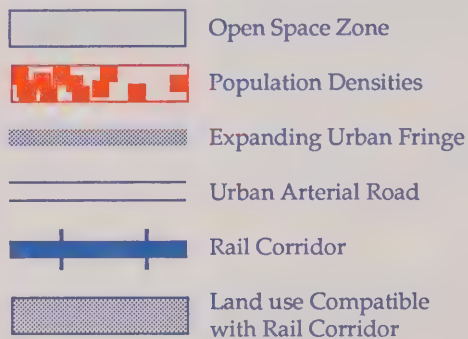 Open Space Zone
Population Densities
Expanding Urban Fringe
Urban Arterial Road
Rail Corridor
Land use Compatible
with Rail Corridor